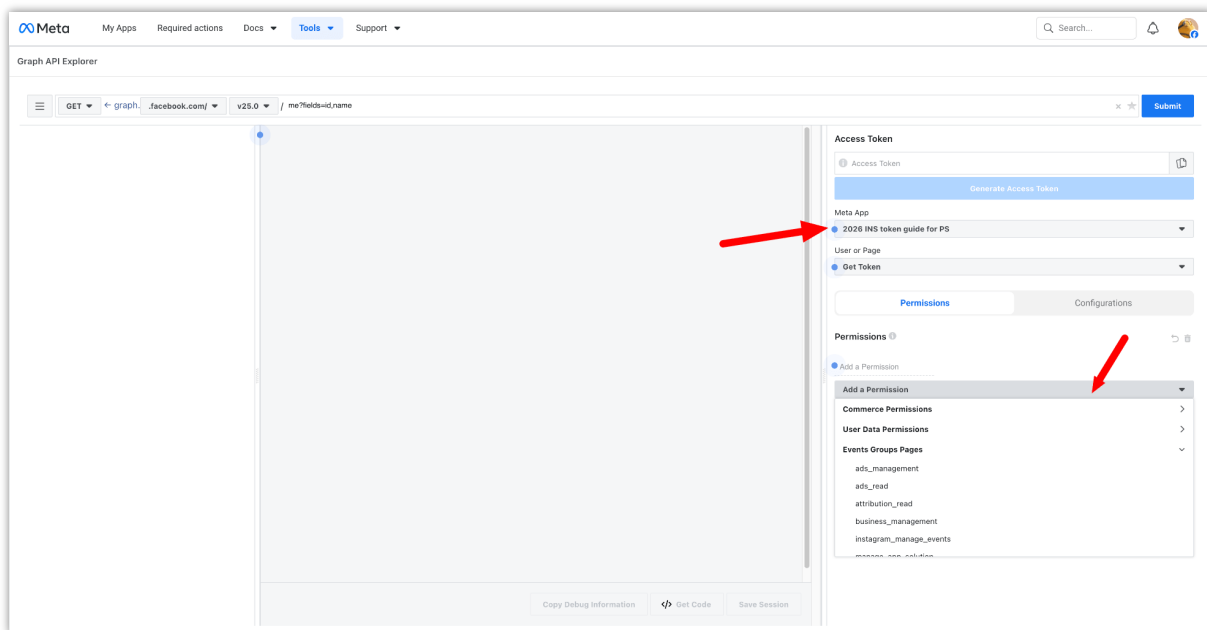 Meta My Apps Required actions Docs Tools Support Search...
Graph API Explorer
GET graph. .facebook.com/ v25.0 / me?fields=id,name Submit
Access Token
Access Token
Generate Access Token
Meta App
2026 INS token guide for PS
User or Page
Get Token
Permissions Configurations
Permissions
Add a Permission
Add a Permission
Commerce Permissions
User Data Permissions
Events Groups Pages
ads_management
ads_read
attribution_read
business_management
instagram_manage_events
manage_app_solution
Copy Debug Information </> Get Code Save Session